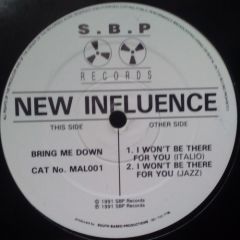 S.B.P
RECORDS
NEW INFLUENCE
THIS SIDE
OTHER SIDE
BRING ME DOWN
CAT No. MAL001
1. I WON'T BE THERE
FOR YOU (ITALIO)
2. I WON'T BE THERE
FOR YOU (JAZZ)
℗ 1991 SBP Records
© 1991 SBP Records